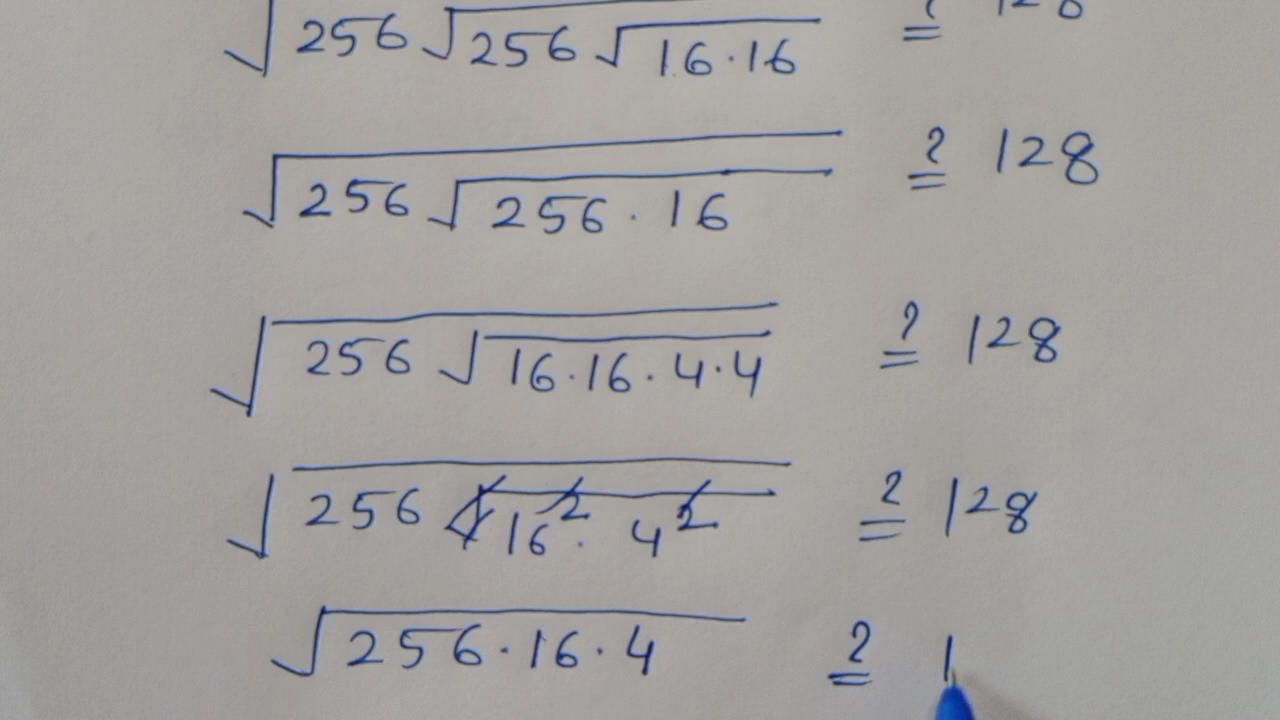 √256√256√16·16 ≟ 128
√256√256·16 ≟ 128
√256√16·16·4·4 ≟ 128
√256√16²·4² ≟ 128
√256·16·4 ≟ 1